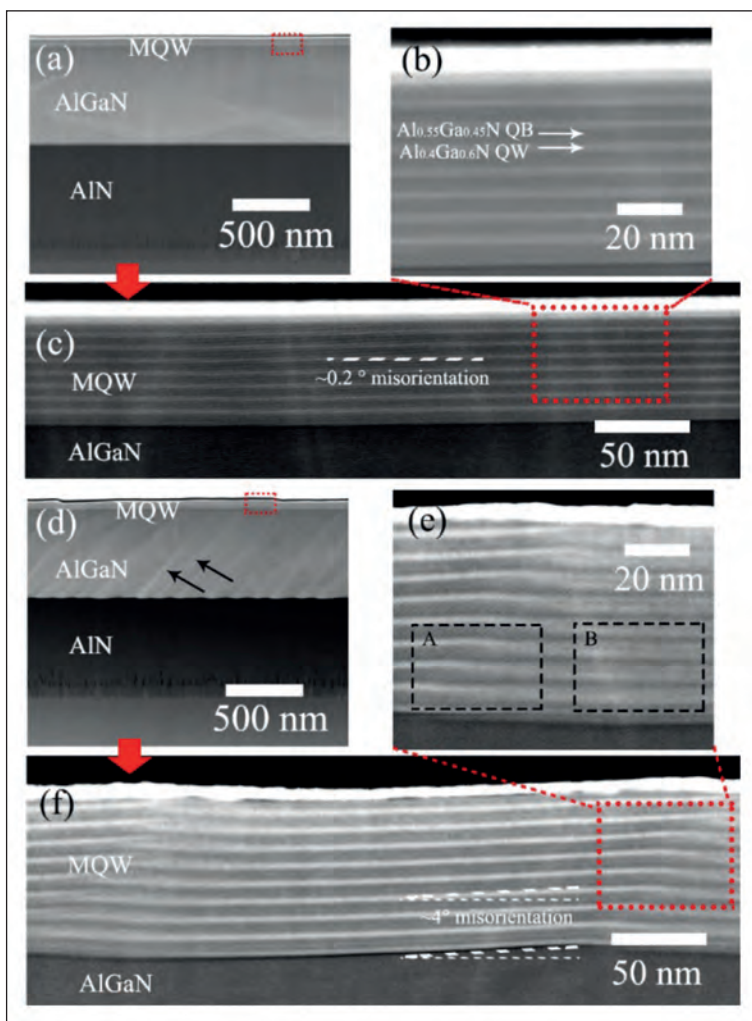 (a)
MQW
AlGaN
AlN
500 nm
(b)
Al0.55Ga0.45N QB
Al0.4Ga0.6N QW
20 nm
(c)
MQW
~0.2 ° misorientation
AlGaN
50 nm
(d)
MQW
AlGaN
AlN
500 nm
(e)
20 nm
A
B
(f)
MQW
~4° misorientation
AlGaN
50 nm